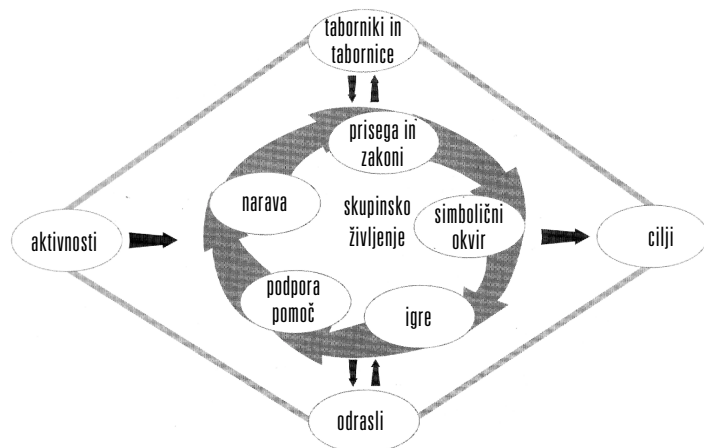 taborniki in
tabornice
prisega in
zakoni
narava
skupinsko
življenje
simbolični
okvir
aktivnosti
cilji
podpora
pomoč
igre
odrasli